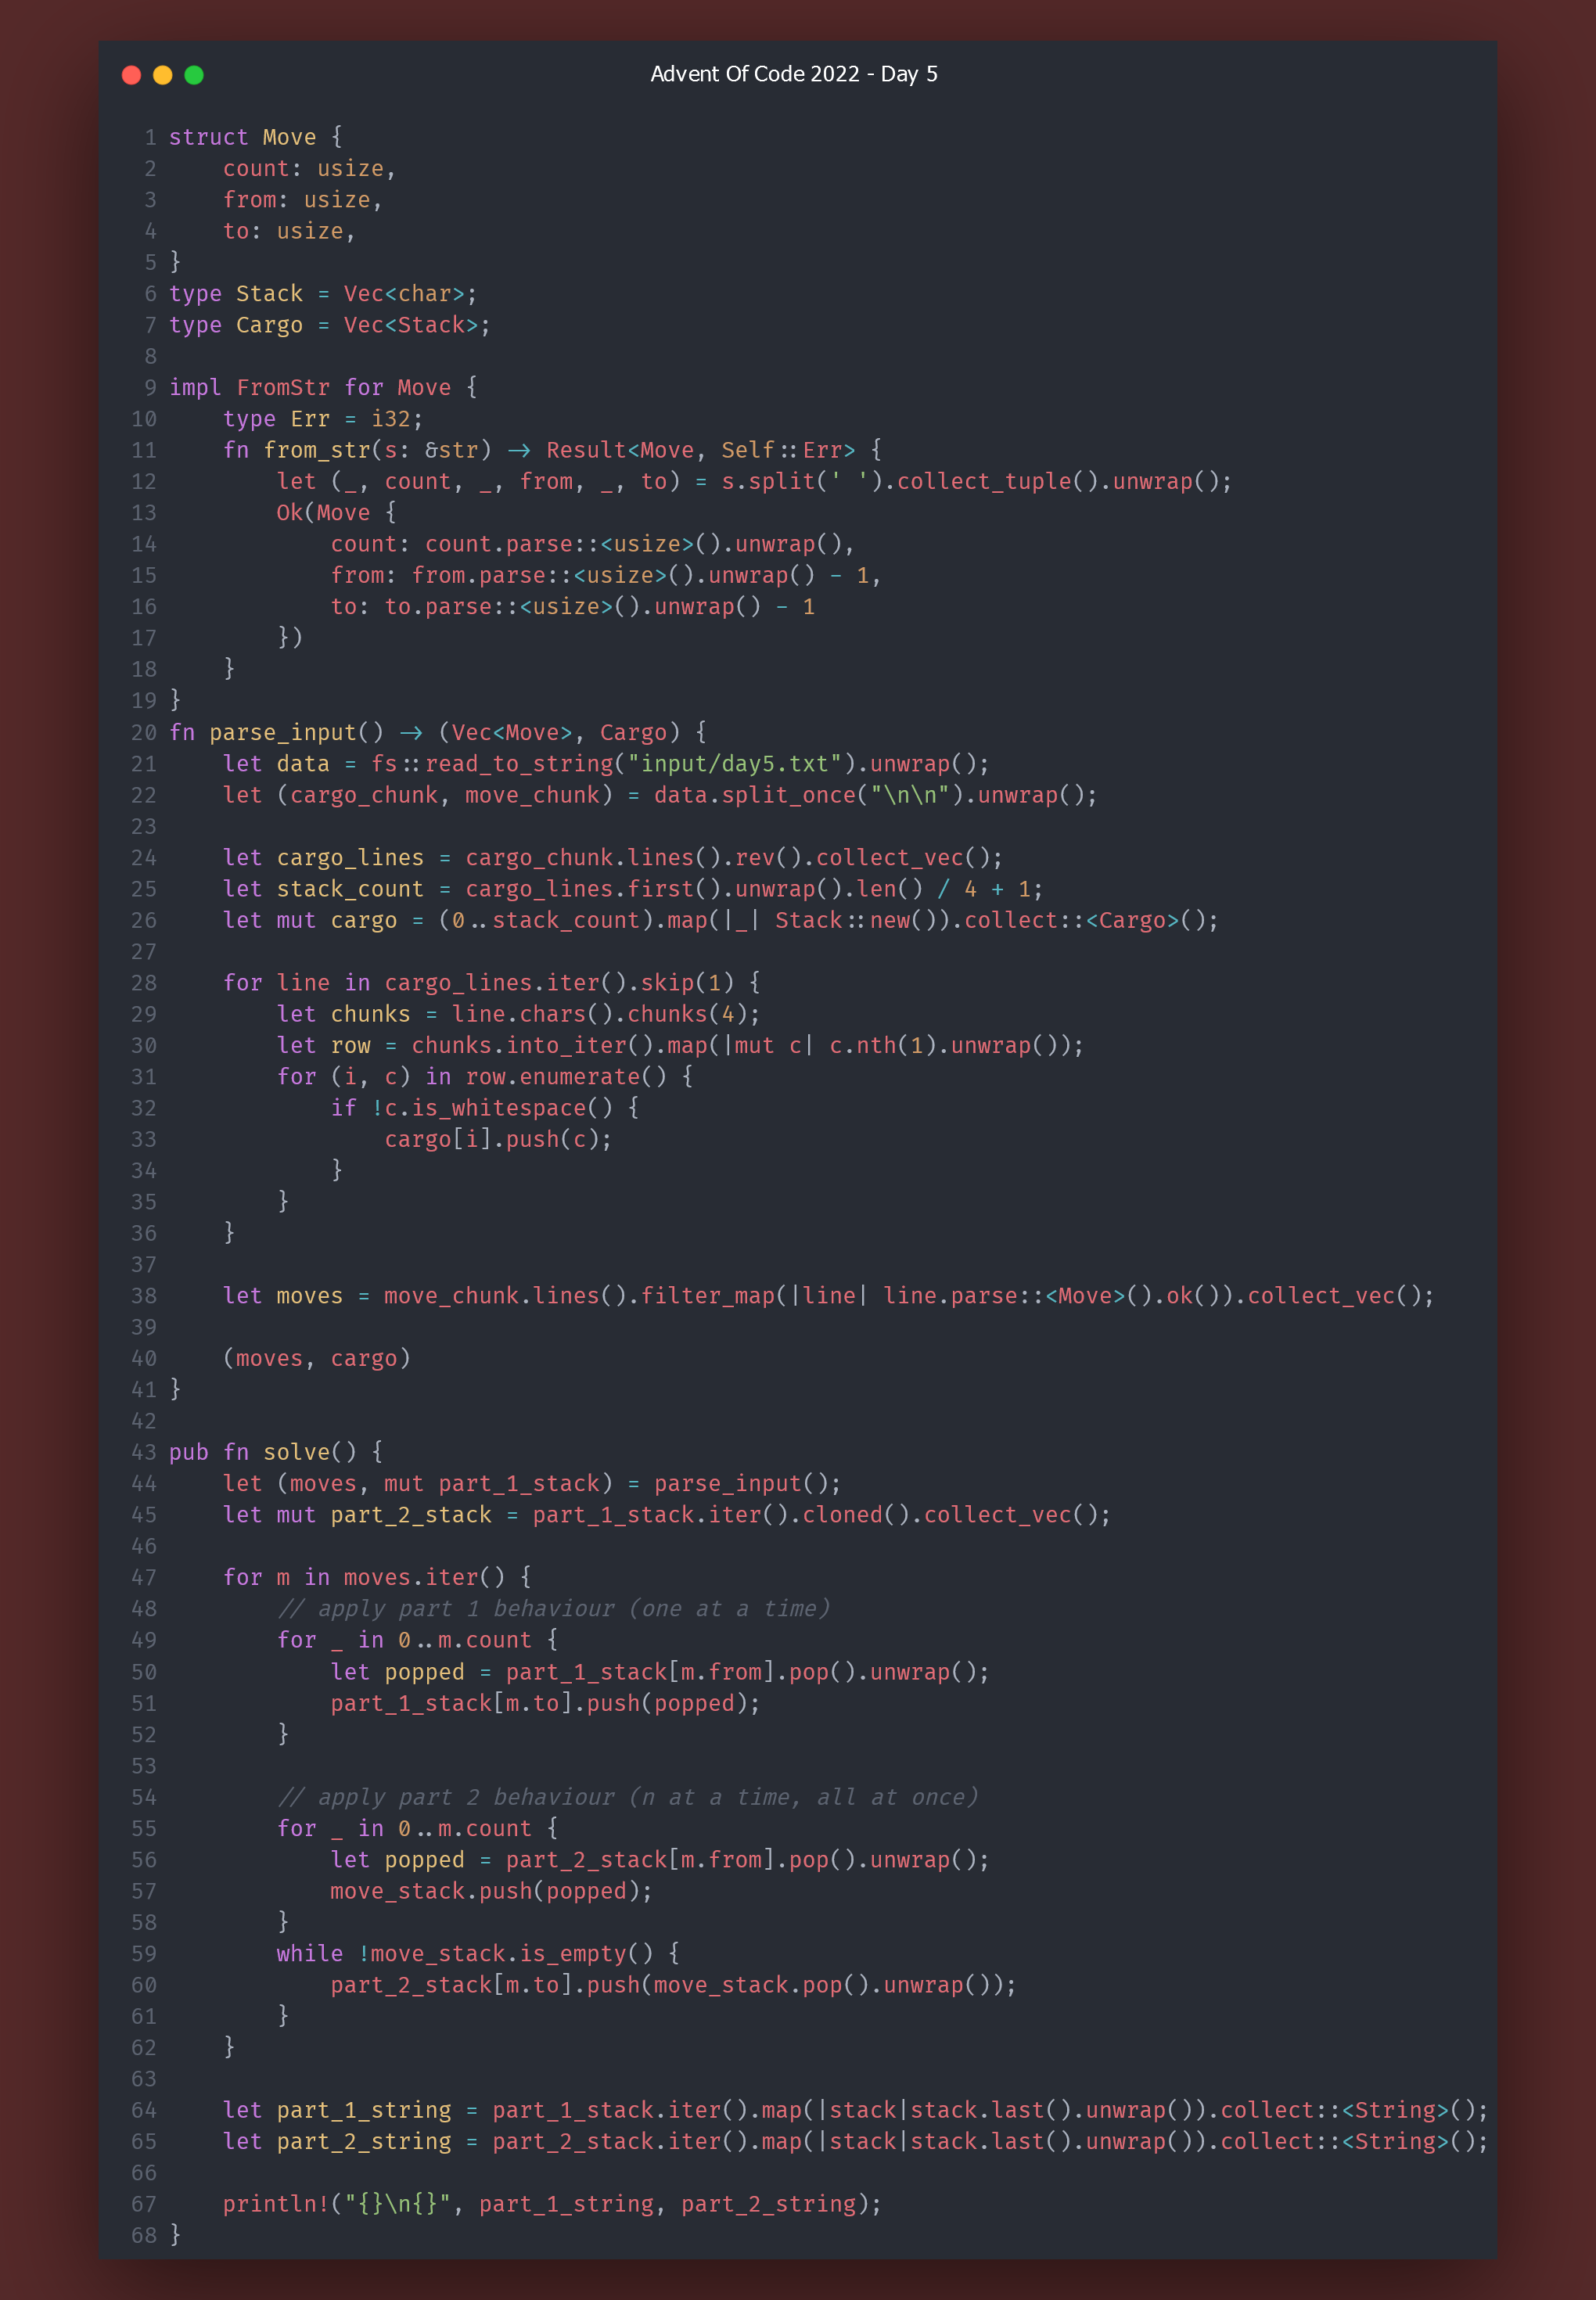 Advent Of Code 2022 - Day 5
1 struct Move {
2     count: usize,
3     from: usize,
4     to: usize,
5 }
6 type Stack = Vec<char>;
7 type Cargo = Vec<Stack>;
8
9 impl FromStr for Move {
10     type Err = i32;
11     fn from_str(s: &str) -> Result<Move, Self::Err> {
12         let (_, count, _, from, _, to) = s.split(' ').collect_tuple().unwrap();
13         Ok(Move {
14             count: count.parse::<usize>().unwrap(),
15             from: from.parse::<usize>().unwrap() - 1,
16             to: to.parse::<usize>().unwrap() - 1
17         })
18     }
19 }
20 fn parse_input() -> (Vec<Move>, Cargo) {
21     let data = fs::read_to_string("input/day5.txt").unwrap();
22     let (cargo_chunk, move_chunk) = data.split_once("\n\n").unwrap();
23
24     let cargo_lines = cargo_chunk.lines().rev().collect_vec();
25     let stack_count = cargo_lines.first().unwrap().len() / 4 + 1;
26     let mut cargo = (0..stack_count).map(|_| Stack::new()).collect::<Cargo>();
27
28     for line in cargo_lines.iter().skip(1) {
29         let chunks = line.chars().chunks(4);
30         let row = chunks.into_iter().map(|mut c| c.nth(1).unwrap());
31         for (i, c) in row.enumerate() {
32             if !c.is_whitespace() {
33                 cargo[i].push(c);
34             }
35         }
36     }
37
38     let moves = move_chunk.lines().filter_map(|line| line.parse::<Move>().ok()).collect_vec();
39
40     (moves, cargo)
41 }
42
43 pub fn solve() {
44     let (moves, mut part_1_stack) = parse_input();
45     let mut part_2_stack = part_1_stack.iter().cloned().collect_vec();
46
47     for m in moves.iter() {
48         // apply part 1 behaviour (one at a time)
49         for _ in 0..m.count {
50             let popped = part_1_stack[m.from].pop().unwrap();
51             part_1_stack[m.to].push(popped);
52         }
53
54         // apply part 2 behaviour (n at a time, all at once)
55         for _ in 0..m.count {
56             let popped = part_2_stack[m.from].pop().unwrap();
57             move_stack.push(popped);
58         }
59         while !move_stack.is_empty() {
60             part_2_stack[m.to].push(move_stack.pop().unwrap());
61         }
62     }
63
64     let part_1_string = part_1_stack.iter().map(|stack|stack.last().unwrap()).collect::<String>();
65     let part_2_string = part_2_stack.iter().map(|stack|stack.last().unwrap()).collect::<String>();
66
67     println!("{}\n{}", part_1_string, part_2_string);
68 }